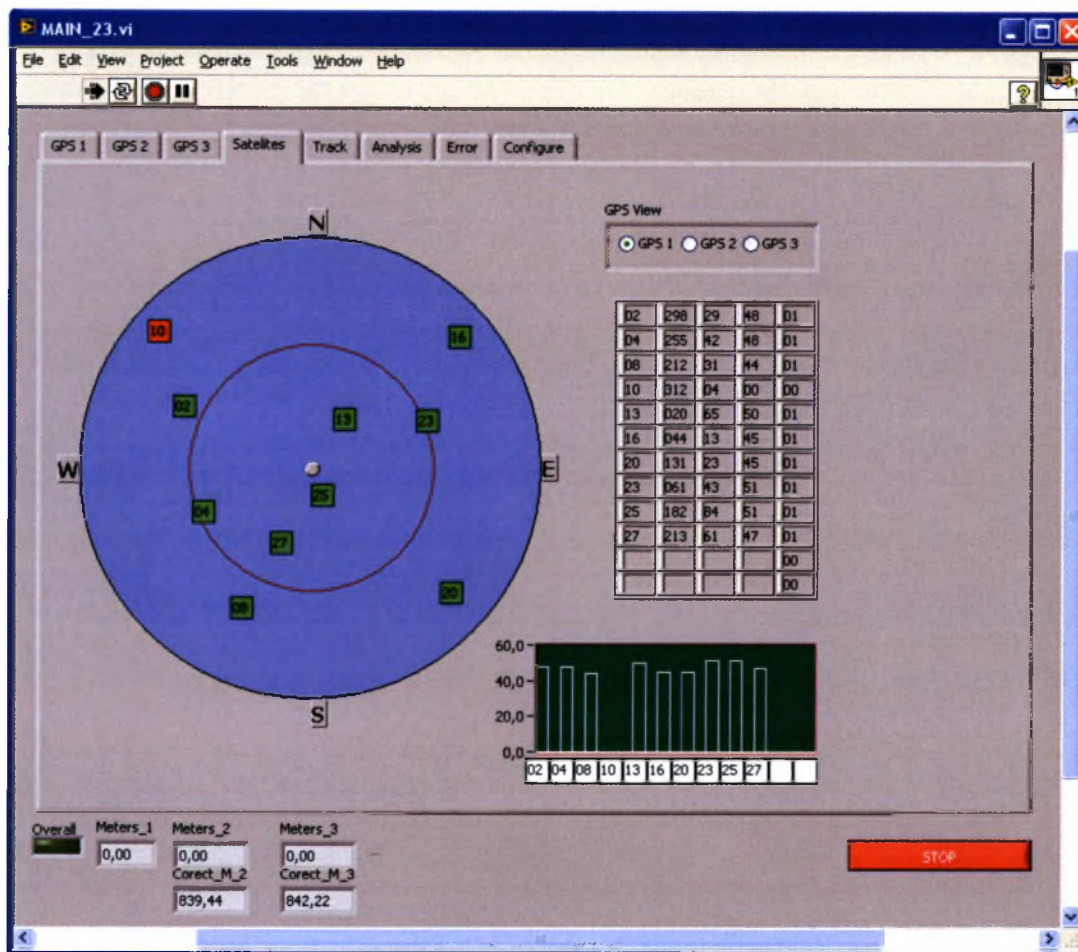 MAIN_23.vi
File Edit View Project Operate Tools Window Help
GPS 1 GPS 2 GPS 3 Satelites Track Analysis Error Configure
GPS View
GPS 1 GPS 2 GPS 3
N
W
E
S
10
16
02
13
23
25
04
27
08
20
02 298 29 48 01
04 255 42 48 01
08 212 31 44 01
10 312 04 00 00
13 020 65 50 01
16 044 13 45 01
20 131 23 45 01
23 061 43 51 01
25 182 84 51 01
27 213 61 47 01
00
00
60,0
40,0
20,0
0,0
02 04 08 10 13 16 20 23 25 27
Overall Meters_1 Meters_2 Meters_3
0,00 0,00 0,00
Corect_M_2 Corect_M_3
839,44 842,22
STOP